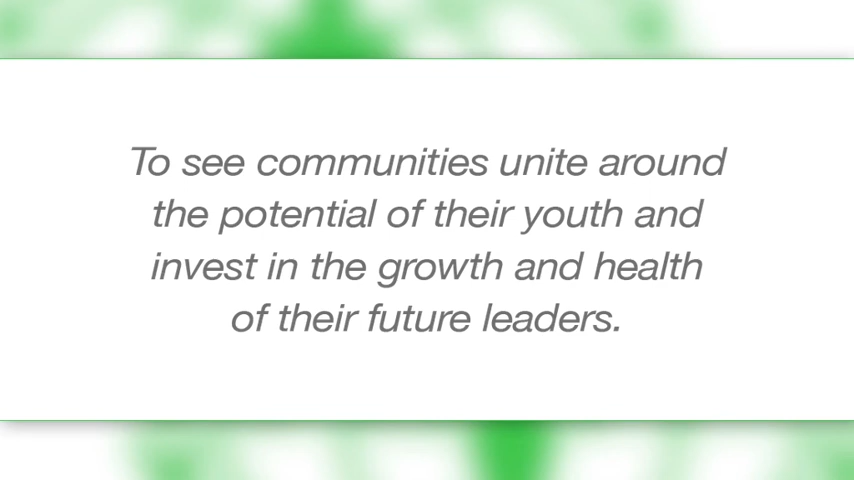 To see communities unite around
the potential of their youth and
invest in the growth and health
of their future leaders.